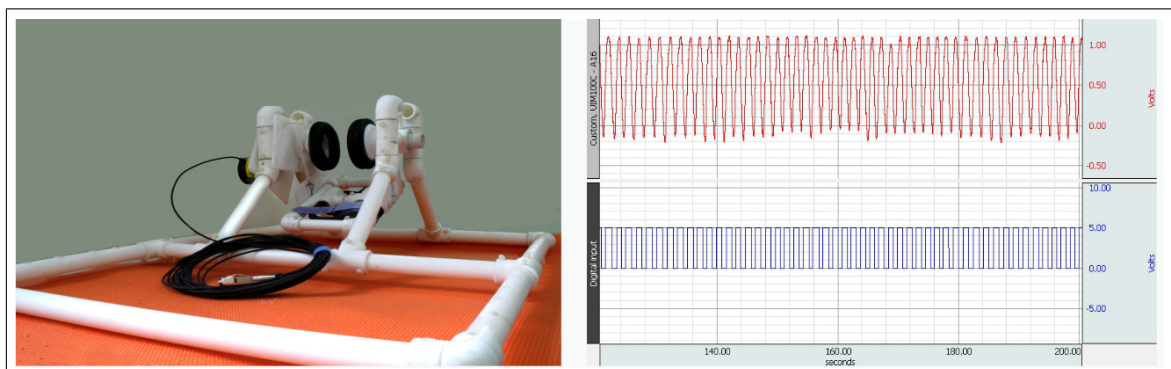 Custom, UIM100C - A16
1.00
0.50
0.00
-0.50
Volts
Digital input
10.00
5.00
0.00
-5.00
Volts
140.00
160.00
180.00
200.00
seconds